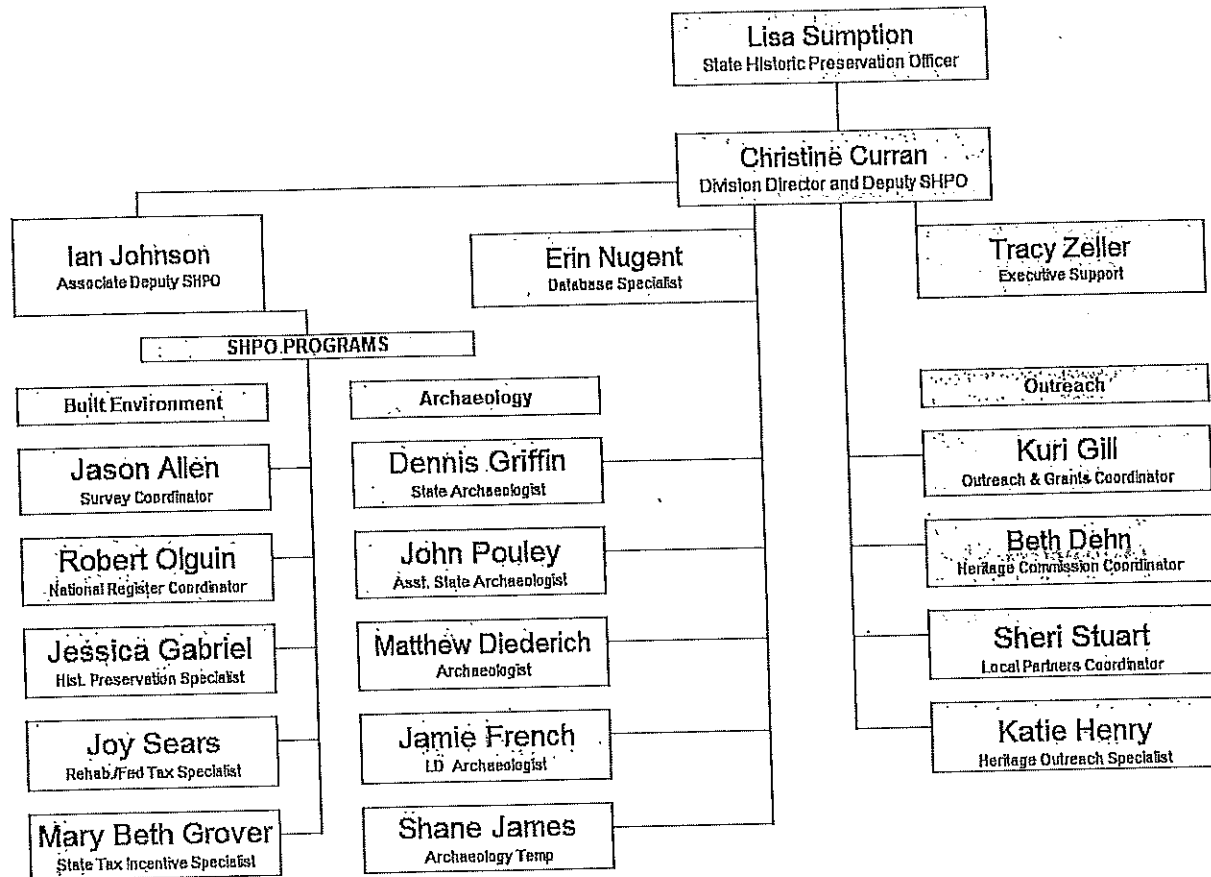 Lisa Sumption
State Historic Preservation Officer
Christine Curran
Division Director and Deputy SHPO
Ian Johnson
Associate Deputy SHPO
Erin Nugent
Database Specialist
Tracy Zeller
Executive Support
SHPO PROGRAMS
Built Environment
Archaeology
Outreach
Jason Allen
Survey Coordinator
Dennis Griffin
State Archaeologist
Kuri Gill
Outreach & Grants Coordinator
Robert Olguin
National Register Coordinator
John Pouley
Asst. State Archaeologist
Beth Dehn
Heritage Commission Coordinator
Jessica Gabriel
Hist. Preservation Specialist
Matthew Diederich
Archaeologist
Sheri Stuart
Local Partners Coordinator
Joy Sears
Rehab./Fed Tax Specialist
Jamie French
LD Archaeologist
Katie Henry
Heritage Outreach Specialist
Mary Beth Grover
State Tax Incentive Specialist
Shane James
Archaeology Temp